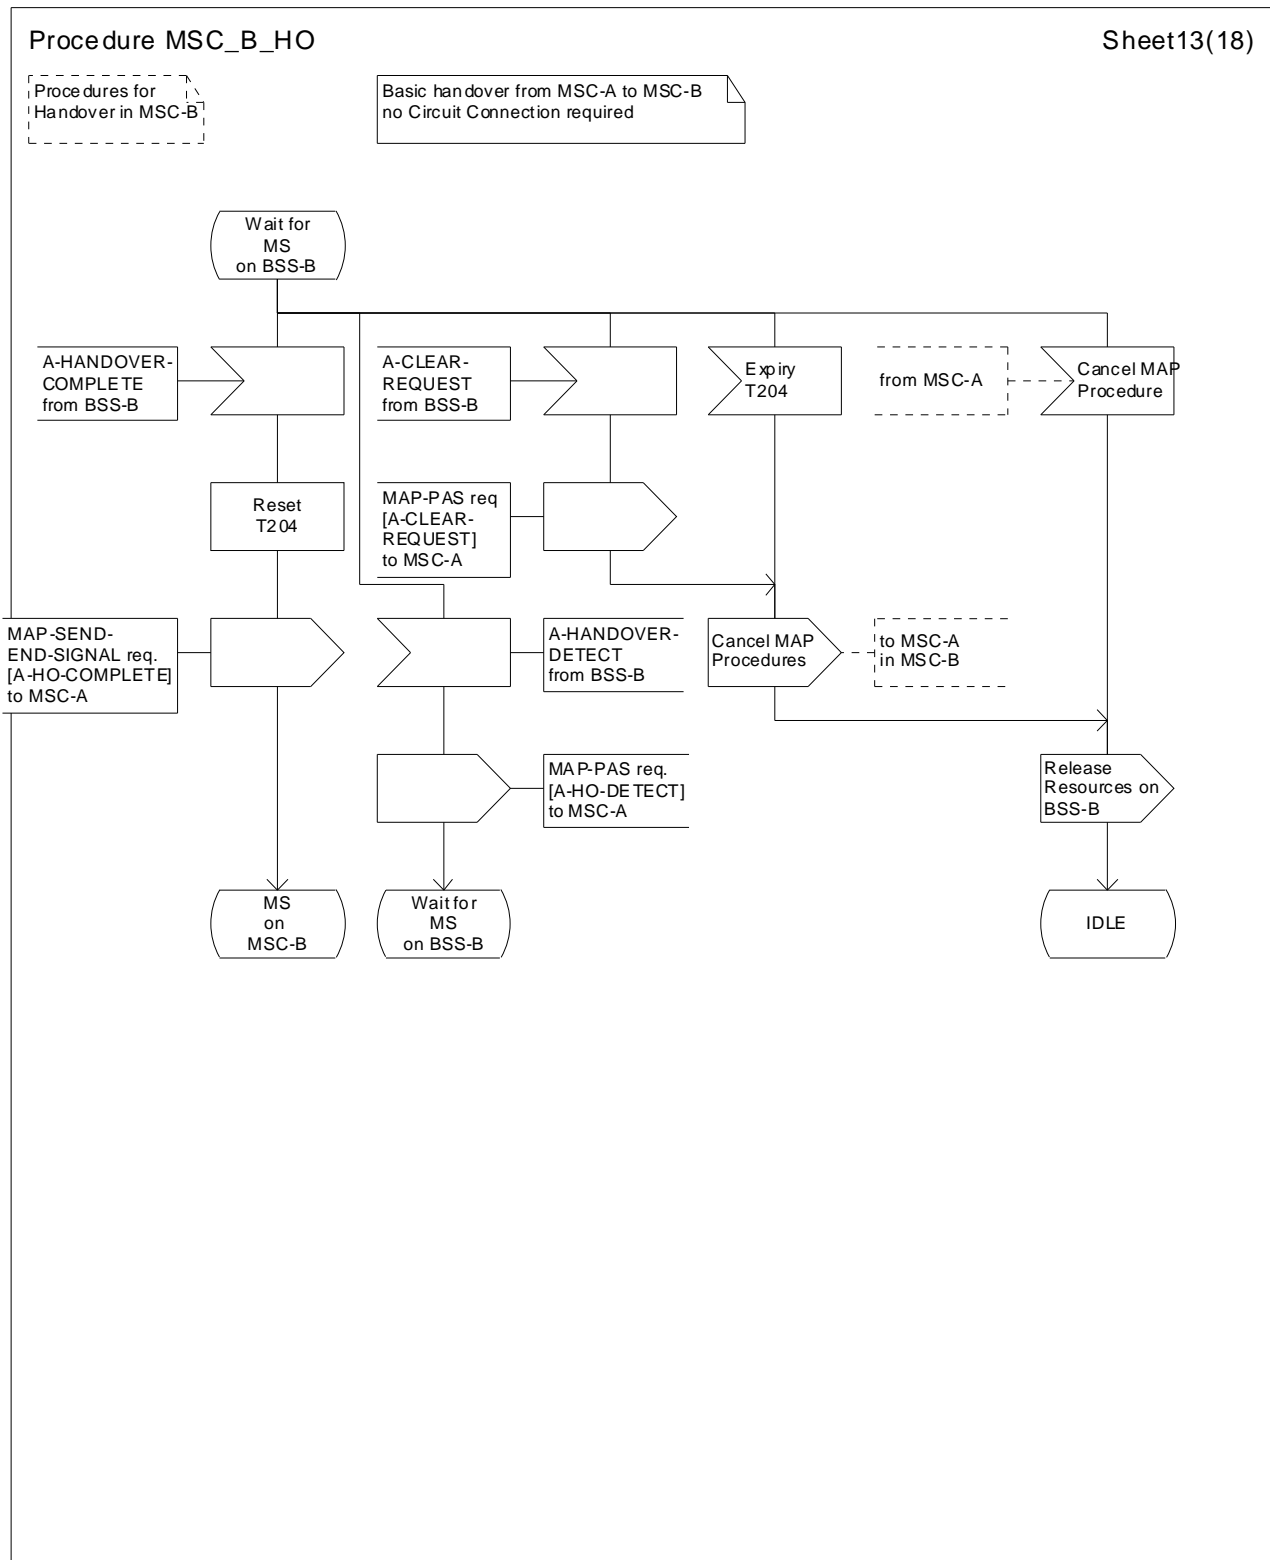 Procedure MSC_B_HO
Sheet13(18)
Procedures for
Handover in MSC-B
Basic handover from MSC-A to MSC-B
no Circuit Connection required
Wait for
MS
on BSS-B
A-HANDOVER-
COMPLETE
from BSS-B
A-CLEAR-
REQUEST
from BSS-B
Expiry
T204
from MSC-A
Cancel MAP
Procedure
Reset
T204
MAP-PAS req
[A-CLEAR-
REQUEST]
to MSC-A
MAP-SEND-
END-SIGNAL req.
[A-HO-COMPLETE]
to MSC-A
A-HANDOVER-
DETECT
from BSS-B
Cancel MAP
Procedures
to MSC-A
in MSC-B
MAP-PAS req.
[A-HO-DETECT]
to MSC-A
Release
Resources on
BSS-B
MS
on
MSC-B
Wait for
MS
on BSS-B
IDLE